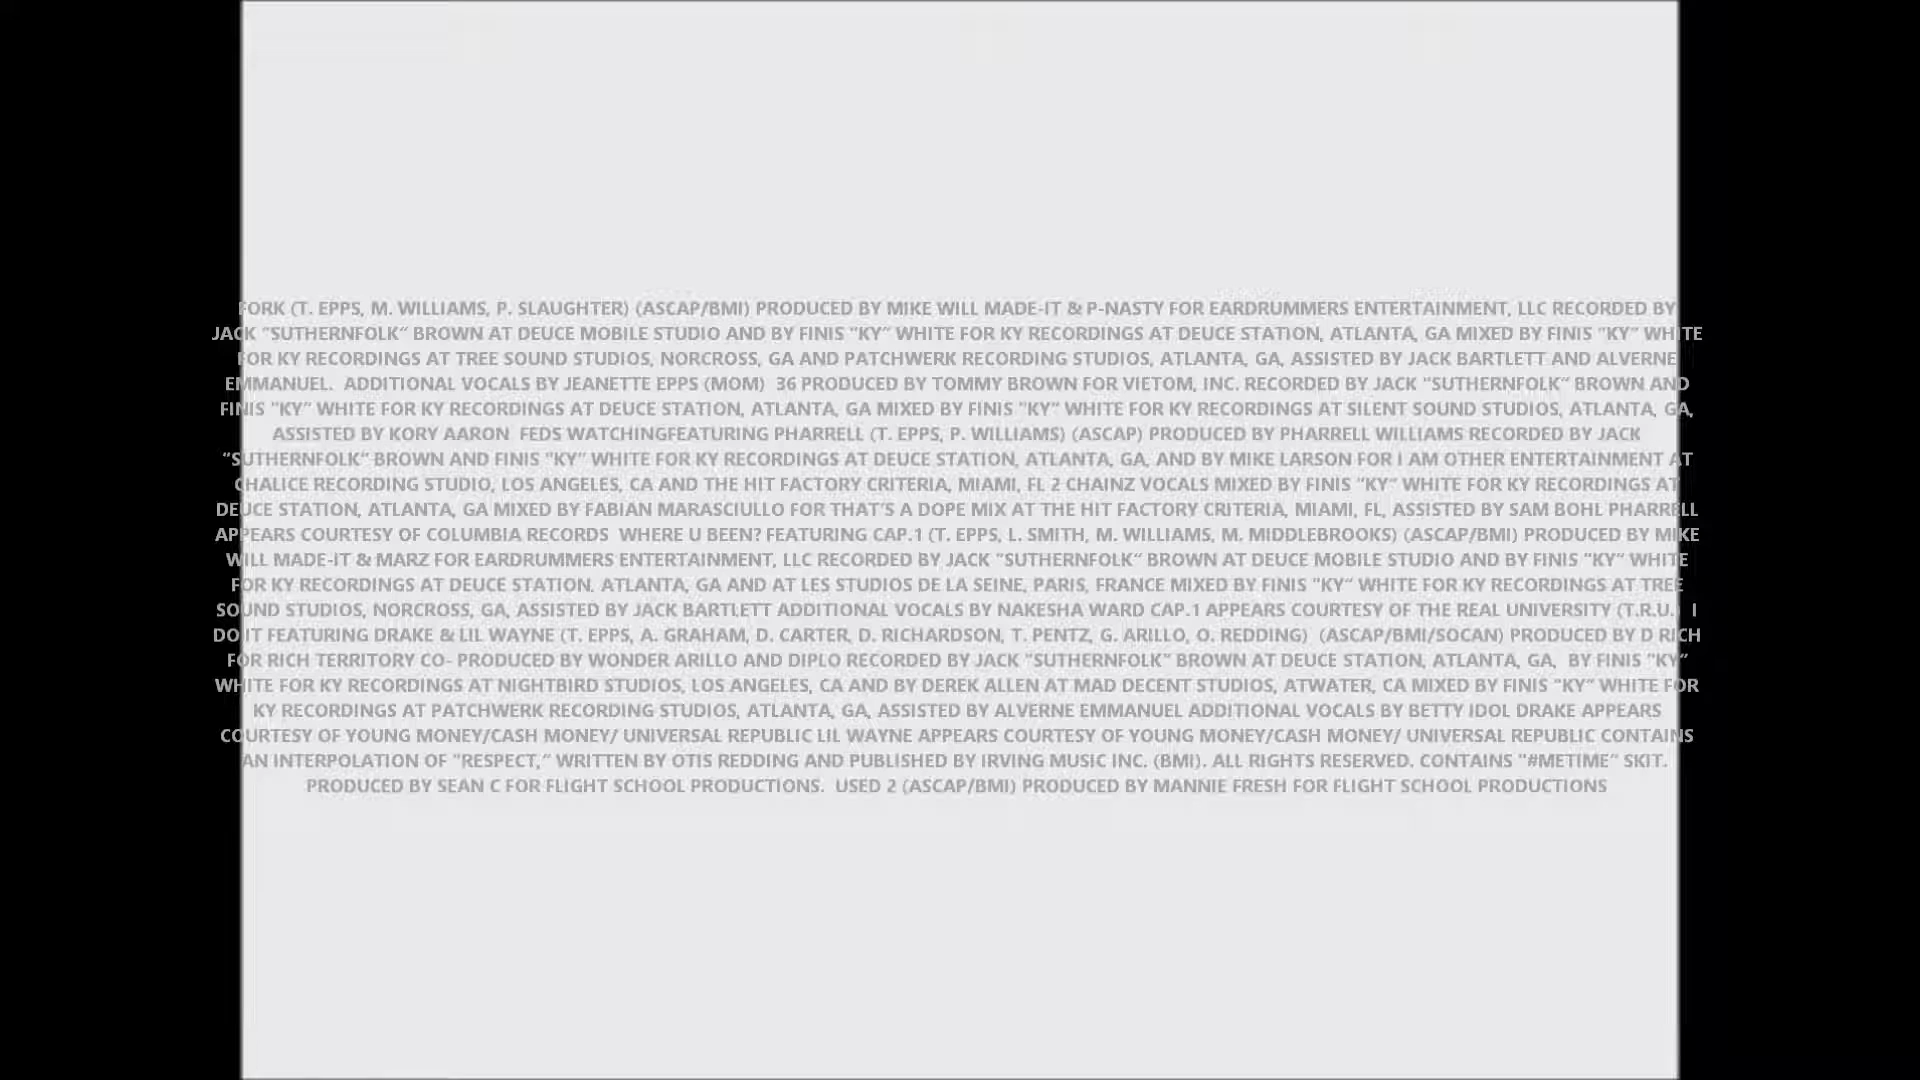 FORK (T. EPPS, M. WILLIAMS, P. SLAUGHTER) (ASCAP/BMI) PRODUCED BY MIKE WILL MADE-IT & P-NASTY FOR EARDRUMMERS ENTERTAINMENT, LLC RECORDED BY
JACK "SUTHERNFOLK" BROWN AT DEUCE MOBILE STUDIO AND BY FINIS "KY" WHITE FOR KY RECORDINGS AT DEUCE STATION, ATLANTA, GA MIXED BY FINIS "KY" WHITE
FOR KY RECORDINGS AT TREE SOUND STUDIOS, NORCROSS, GA AND PATCHWERK RECORDING STUDIOS, ATLANTA, GA, ASSISTED BY JACK BARTLETT AND ALVERNE
EMMANUEL.  ADDITIONAL VOCALS BY JEANETTE EPPS (MOM)  36 PRODUCED BY TOMMY BROWN FOR VIETOM, INC. RECORDED BY JACK "SUTHERNFOLK" BROWN AND
FINIS "KY" WHITE FOR KY RECORDINGS AT DEUCE STATION, ATLANTA, GA MIXED BY FINIS "KY" WHITE FOR KY RECORDINGS AT SILENT SOUND STUDIOS, ATLANTA, GA,
ASSISTED BY KORY AARON  FEDS WATCHINGFEATURING PHARRELL (T. EPPS, P. WILLIAMS) (ASCAP) PRODUCED BY PHARRELL WILLIAMS RECORDED BY JACK
"SUTHERNFOLK" BROWN AND FINIS "KY" WHITE FOR KY RECORDINGS AT DEUCE STATION, ATLANTA, GA, AND BY MIKE LARSON FOR I AM OTHER ENTERTAINMENT AT
CHALICE RECORDING STUDIO, LOS ANGELES, CA AND THE HIT FACTORY CRITERIA, MIAMI, FL 2 CHAINZ VOCALS MIXED BY FINIS "KY" WHITE FOR KY RECORDINGS AT
DEUCE STATION, ATLANTA, GA MIXED BY FABIAN MARASCIULLO FOR THAT'S A DOPE MIX AT THE HIT FACTORY CRITERIA, MIAMI, FL, ASSISTED BY SAM BOHL PHARRELL
APPEARS COURTESY OF COLUMBIA RECORDS  WHERE U BEEN? FEATURING CAP.1 (T. EPPS, L. SMITH, M. WILLIAMS, M. MIDDLEBROOKS) (ASCAP/BMI) PRODUCED BY MIKE
WILL MADE-IT & MARZ FOR EARDRUMMERS ENTERTAINMENT, LLC RECORDED BY JACK "SUTHERNFOLK" BROWN AT DEUCE MOBILE STUDIO AND BY FINIS "KY" WHITE
FOR KY RECORDINGS AT DEUCE STATION, ATLANTA, GA AND AT LES STUDIOS DE LA SEINE, PARIS, FRANCE MIXED BY FINIS "KY" WHITE FOR KY RECORDINGS AT TREE
SOUND STUDIOS, NORCROSS, GA, ASSISTED BY JACK BARTLETT ADDITIONAL VOCALS BY NAKESHA WARD CAP.1 APPEARS COURTESY OF THE REAL UNIVERSITY (T.R.U.)  I
DO IT FEATURING DRAKE & LIL WAYNE (T. EPPS, A. GRAHAM, D. CARTER, D. RICHARDSON, T. PENTZ, G. ARILLO, O. REDDING)  (ASCAP/BMI/SOCAN) PRODUCED BY D RICH
FOR RICH TERRITORY CO- PRODUCED BY WONDER ARILLO AND DIPLO RECORDED BY JACK "SUTHERNFOLK" BROWN AT DEUCE STATION, ATLANTA, GA,  BY FINIS "KY"
WHITE FOR KY RECORDINGS AT NIGHTBIRD STUDIOS, LOS ANGELES, CA AND BY DEREK ALLEN AT MAD DECENT STUDIOS, ATWATER, CA MIXED BY FINIS "KY" WHITE FOR
KY RECORDINGS AT PATCHWERK RECORDING STUDIOS, ATLANTA, GA, ASSISTED BY ALVERNE EMMANUEL ADDITIONAL VOCALS BY BETTY IDOL DRAKE APPEARS
COURTESY OF YOUNG MONEY/CASH MONEY/ UNIVERSAL REPUBLIC LIL WAYNE APPEARS COURTESY OF YOUNG MONEY/CASH MONEY/ UNIVERSAL REPUBLIC CONTAINS
AN INTERPOLATION OF "RESPECT," WRITTEN BY OTIS REDDING AND PUBLISHED BY IRVING MUSIC INC. (BMI). ALL RIGHTS RESERVED. CONTAINS "#METIME" SKIT.
PRODUCED BY SEAN C FOR FLIGHT SCHOOL PRODUCTIONS.  USED 2 (ASCAP/BMI) PRODUCED BY MANNIE FRESH FOR FLIGHT SCHOOL PRODUCTIONS